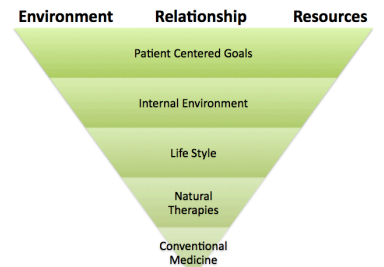 Environment Relationship Resources
Patient Centered Goals
Internal Environment
Life Style
Natural
Therapies
Conventional
Medicine